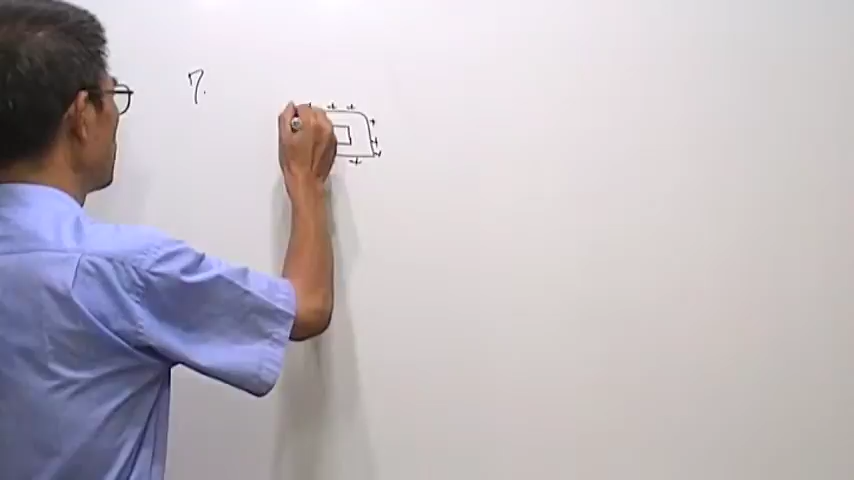 7.
+ + + + + + +